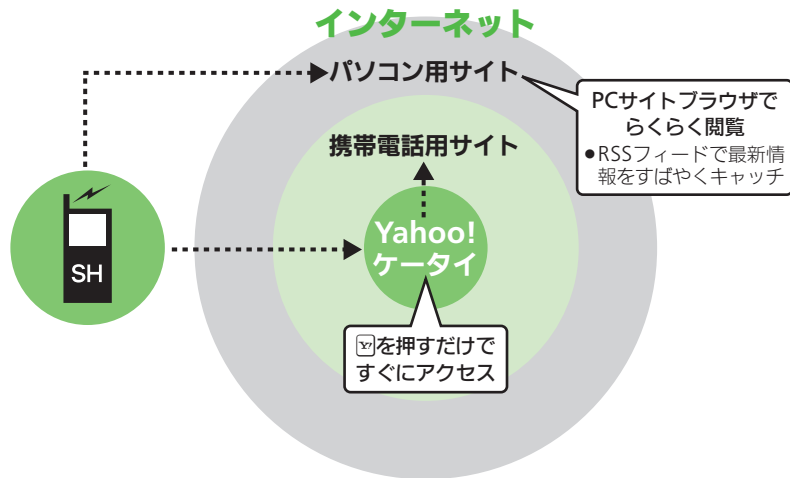 インターネット
パソコン用サイト
PCサイトブラウザで
らくらく閲覧
●RSSフィードで最新情
報をすばやくキャッチ
携帯電話用サイト
Yahoo!
ケータイ
SH
Y!を押すだけで
すぐにアクセス